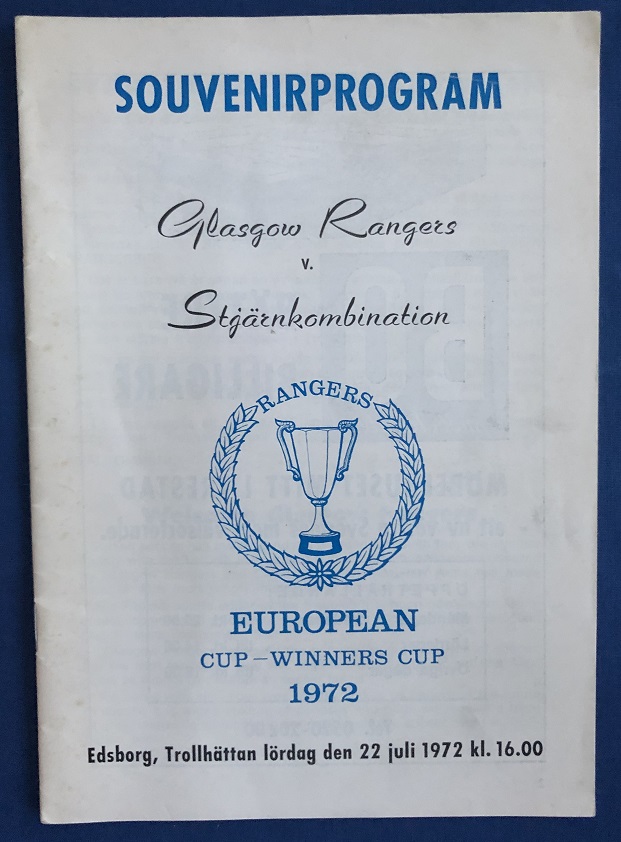 SOUVENIRPROGRAM
Glasgow Rangers
v.
Stjärnkombination
RANGERS
EUROPEAN
CUP – WINNERS CUP
1972
Edsborg, Trollhättan lördag den 22 juli 1972 kl. 16.00